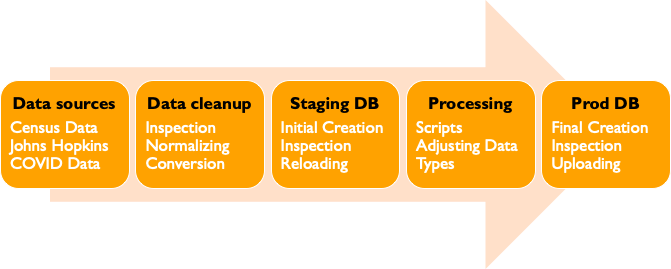 Data sources
Census Data
Johns Hopkins
COVID Data
Data cleanup
Inspection
Normalizing
Conversion
Staging DB
Initial Creation
Inspection
Reloading
Processing
Scripts
Adjusting Data
Types
Prod DB
Final Creation
Inspection
Uploading